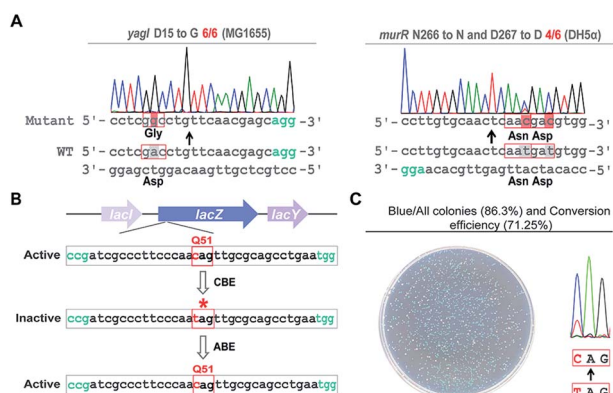 A
yagI D15 to G 6/6 (MG1655)
Mutant 5'- cctcggcctgttcaacgagcagg -3'
Gly
WT 5'- cctcgacctgttcaacgagcagg -3'
3'- ggagctggacaagttgctcgtcc -5'
Asp
murR N266 to N and D267 to D 4/6 (DH5α)
5'- ccttgtgcaactcaacgacgtgg -3'
Asn Asp
5'- ccttgtgcaactcaatgatgtgg -3'
3'- ggaacacgttgagttactacacc -5'
Asn Asp
B
lacI lacZ lacY
Q51
Active ccgatcgcccttcccaacagttgcgcagcctgaatgg
CBE
*
Inactive ccgatcgcccttcccaatagttgcgcagcctgaatgg
ABE
Q51
Active ccgatcgcccttcccaacagttgcgcagcctgaatgg
C
Blue/All colonies (86.3%) and Conversion
efficiency (71.25%)
C A G
T A G